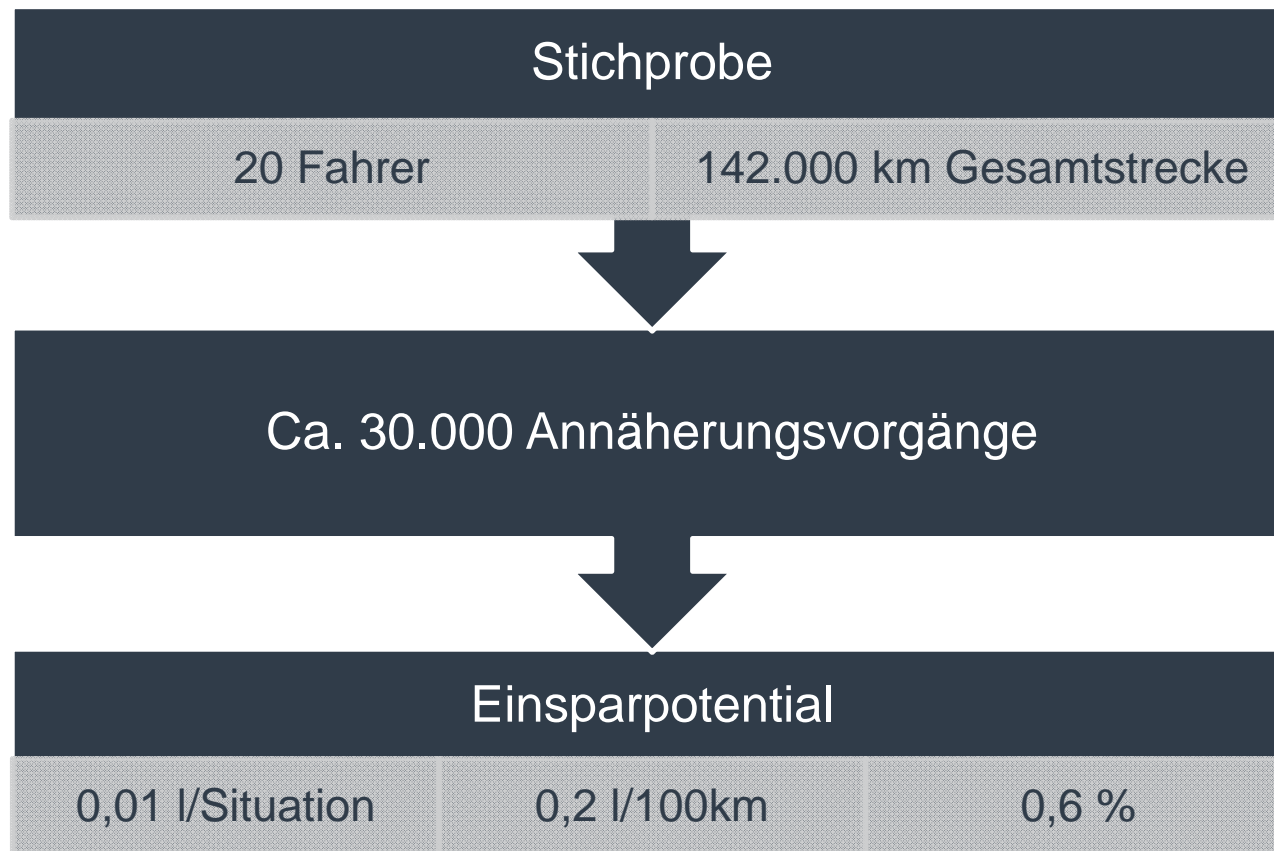 Stichprobe
20 Fahrer
142.000 km Gesamtstrecke
Ca. 30.000 Annäherungsvorgänge
Einsparpotential
0,01 l/Situation
0,2 l/100km
0,6 %